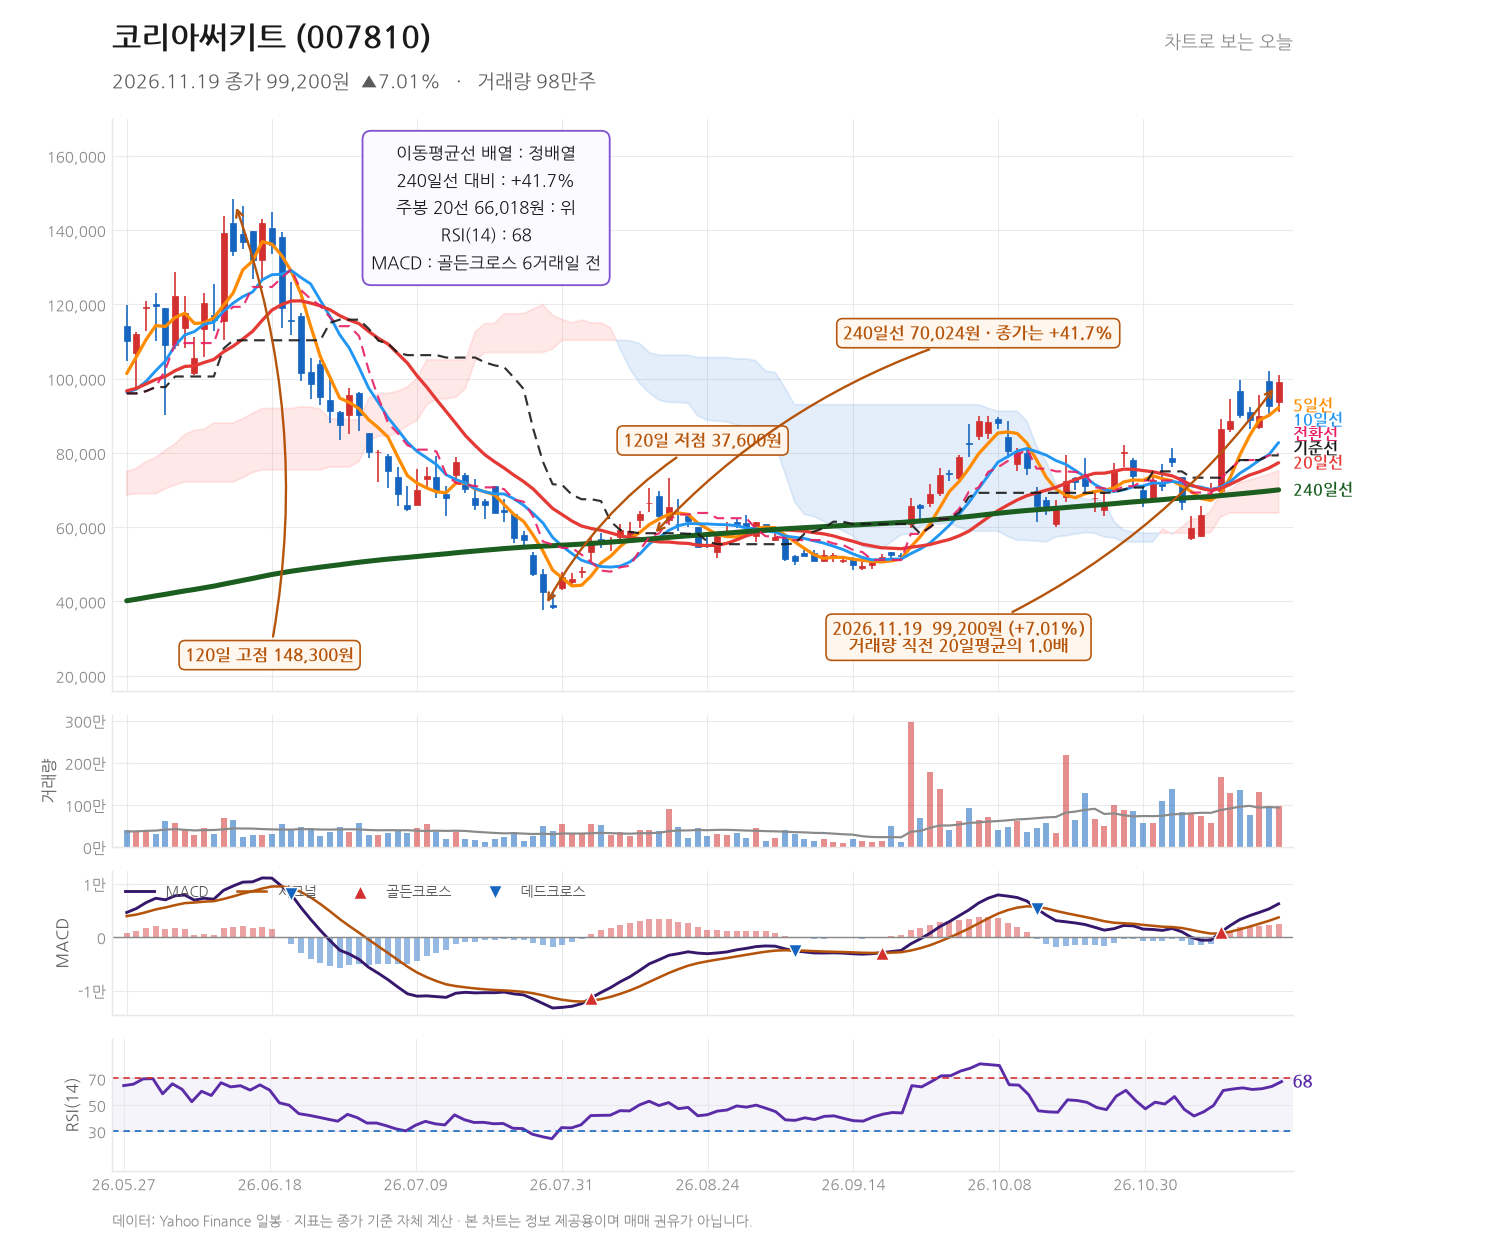 코리아써키트 (007810)
차트로 보는 오늘
2026.11.19 종가 99,200원 ▲7.01% · 거래량 98만주
이동평균선 배열 : 정배열
240일선 대비 : +41.7%
주봉 20선 66,018원 : 위
RSI(14) : 68
MACD : 골든크로스 6거래일 전
160,000
140,000
120,000
100,000
80,000
60,000
40,000
20,000
240일선 70,024원 · 종가는 +41.7%
120일 저점 37,600원
120일 고점 148,300원
2026.11.19 99,200원 (+7.01%)
거래량 직전 20일평균의 1.0배
5일선
10일선
전환선
기준선
20일선
240일선
거래량
300만
200만
100만
0만
MACD
1만
0
-1만
MACD
시그널
골든크로스
데드크로스
RSI(14)
70
50
30
68
26.05.27
26.06.18
26.07.09
26.07.31
26.08.24
26.09.14
26.10.08
26.10.30
데이터: Yahoo Finance 일봉 · 지표는 종가 기준 자체 계산 · 본 차트는 정보 제공용이며 매매 권유가 아닙니다.